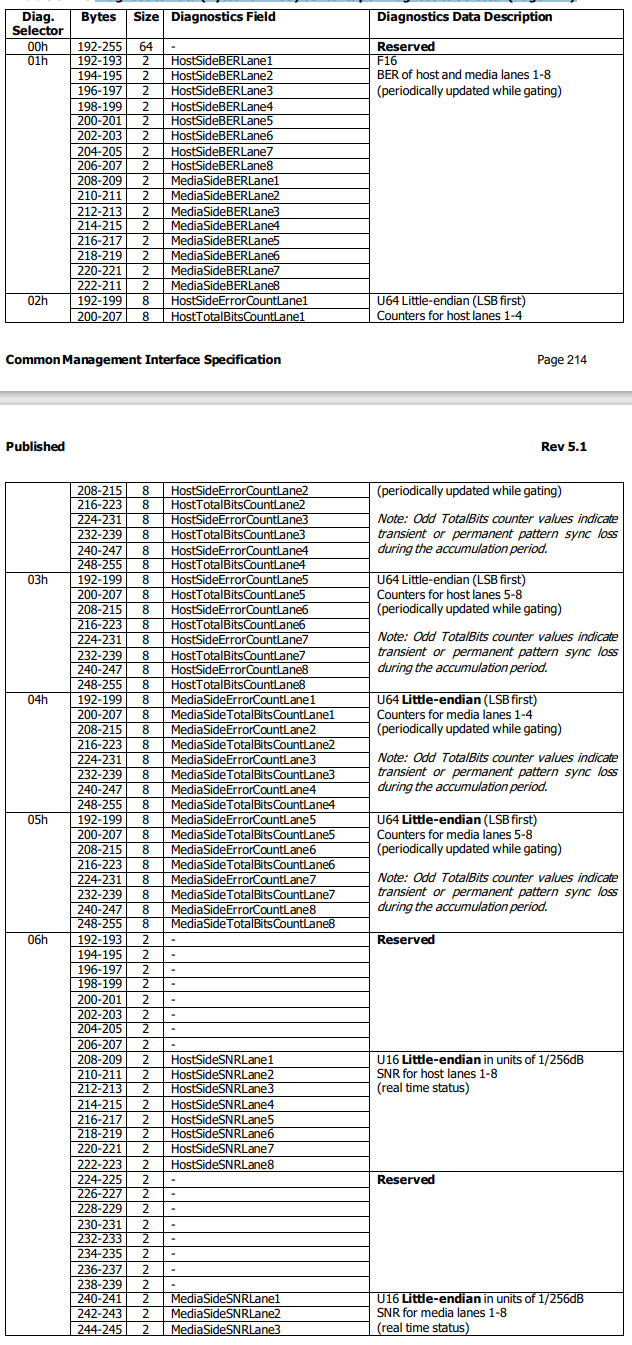 Diag. Selector Bytes Size Diagnostics Field Diagnostics Data Description
00h 192-255 64 - Reserved
01h 192-193 2 HostSideBERLane1 F16
194-195 2 HostSideBERLane2 BER of host and media lanes 1-8
196-197 2 HostSideBERLane3 (periodically updated while gating)
198-199 2 HostSideBERLane4
200-201 2 HostSideBERLane5
202-203 2 HostSideBERLane6
204-205 2 HostSideBERLane7
206-207 2 HostSideBERLane8
208-209 2 MediaSideBERLane1
210-211 2 MediaSideBERLane2
212-213 2 MediaSideBERLane3
214-215 2 MediaSideBERLane4
216-217 2 MediaSideBERLane5
218-219 2 MediaSideBERLane6
220-221 2 MediaSideBERLane7
222-211 2 MediaSideBERLane8
02h 192-199 8 HostSideErrorCountLane1 U64 Little-endian (LSB first)
200-207 8 HostTotalBitsCountLane1 Counters for host lanes 1-4
Common Management Interface Specification Page 214
Published Rev 5.1
208-215 8 HostSideErrorCountLane2 (periodically updated while gating)
216-223 8 HostTotalBitsCountLane2
224-231 8 HostSideErrorCountLane3 Note: Odd TotalBits counter values indicate
232-239 8 HostTotalBitsCountLane3 transient or permanent pattern sync loss
240-247 8 HostSideErrorCountLane4 during the accumulation period.
248-255 8 HostTotalBitsCountLane4
03h 192-199 8 HostSideErrorCountLane5 U64 Little-endian (LSB first)
200-207 8 HostTotalBitsCountLane5 Counters for host lanes 5-8
208-215 8 HostSideErrorCountLane6 (periodically updated while gating)
216-223 8 HostTotalBitsCountLane6
224-231 8 HostSideErrorCountLane7 Note: Odd TotalBits counter values indicate
232-239 8 HostTotalBitsCountLane7 transient or permanent pattern sync loss
240-247 8 HostSideErrorCountLane8 during the accumulation period.
248-255 8 HostTotalBitsCountLane8
04h 192-199 8 MediaSideErrorCountLane1 U64 Little-endian (LSB first)
200-207 8 MediaSideTotalBitsCountLane1 Counters for media lanes 1-4
208-215 8 MediaSideErrorCountLane2 (periodically updated while gating)
216-223 8 MediaSideTotalBitsCountLane2
224-231 8 MediaSideErrorCountLane3 Note: Odd TotalBits counter values indicate
232-239 8 MediaSideTotalBitsCountLane3 transient or permanent pattern sync loss
240-247 8 MediaSideErrorCountLane4 during the accumulation period.
248-255 8 MediaSideTotalBitsCountLane4
05h 192-199 8 MediaSideErrorCountLane5 U64 Little-endian (LSB first)
200-207 8 MediaSideTotalBitsCountLane5 Counters for media lanes 5-8
208-215 8 MediaSideErrorCountLane6 (periodically updated while gating)
216-223 8 MediaSideTotalBitsCountLane6
224-231 8 MediaSideErrorCountLane7 Note: Odd TotalBits counter values indicate
232-239 8 MediaSideTotalBitsCountLane7 transient or permanent pattern sync loss
240-247 8 MediaSideErrorCountLane8 during the accumulation period.
248-255 8 MediaSideTotalBitsCountLane8
06h 192-193 2 - Reserved
194-195 2 -
196-197 2 -
198-199 2 -
200-201 2 -
202-203 2 -
204-205 2 -
206-207 2 -
208-209 2 HostSideSNRLane1 U16 Little-endian in units of 1/256dB
210-211 2 HostSideSNRLane2 SNR for host lanes 1-8
212-213 2 HostSideSNRLane3 (real time status)
214-215 2 HostSideSNRLane4
216-217 2 HostSideSNRLane5
218-219 2 HostSideSNRLane6
220-221 2 HostSideSNRLane7
222-223 2 HostSideSNRLane8
224-225 2 - Reserved
226-227 2 -
228-229 2 -
230-231 2 -
232-233 2 -
234-235 2 -
236-237 2 -
238-239 2 -
240-241 2 MediaSideSNRLane1 U16 Little-endian in units of 1/256dB
242-243 2 MediaSideSNRLane2 SNR for media lanes 1-8
244-245 2 MediaSideSNRLane3 (real time status)